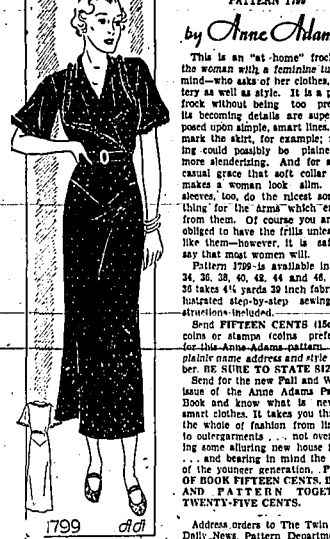 PATTERN 1799
by Anne Adam
This is an "at-home" froc
the woman with a feminine tu
mind—who asks of her clothes,
tery as well as style. It is a p
frock without being too pre
its becoming details are supe
posed upon simple, smart lines.
mark the skirt, for example;
ing could possibly be plaine
more slenderizing. And for a
casual grace that soft collar
makes a woman look slim.
sleeves, too, do the nicest sor
thing for the arms which e
from them. Of course you ar
obliged to have the frills unles
like them—however, it is saf
say that most women will.
Pattern 1799 is available in
34, 36, 38, 40, 42, 44 and 46.
36 takes 4¼ yards 39 inch fabr
lustrated step-by-step sewing
structions included.
Send FIFTEEN CENTS (15c
coins or stamps (coins prefe
for this Anne Adams pattern.
plainly name address and style
ber. BE SURE TO STATE SIZ
Send for the new Fall and W
issue of the Anne Adams Pa
Book and know what is new
smart clothes. It takes you th
the whole of fashion from lin
to outergarments . . . not over
ing some alluring new house f
. . . and bearing in mind the
of the younger generation. P
OF BOOK FIFTEEN CENTS. B
AND PATTERN TOGET
TWENTY-FIVE CENTS.
1799 AA
Address orders to The Twin
Daily News, Pattern Departm